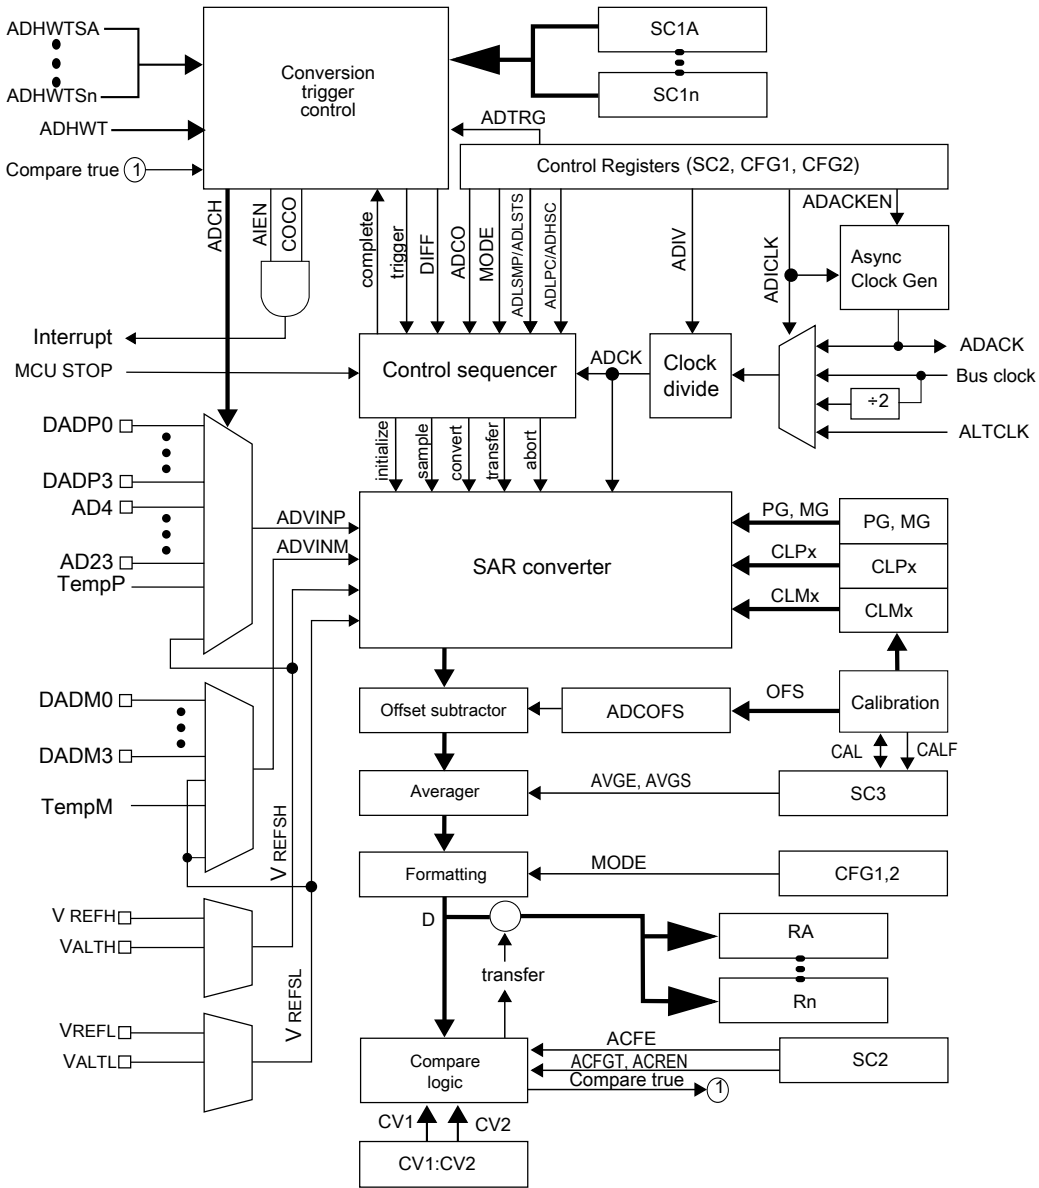 ADHWTSA
ADHWTSn
ADHWT
Compare true 1
Conversion
trigger
control
SC1A
SC1n
ADTRG
Control Registers (SC2, CFG1, CFG2)
ADCH
AIEN
COCO
complete
trigger
DIFF
ADCO
MODE
ADLSMP/ADLSTS
ADLPC/ADHSC
ADIV
ADICLK
ADACKEN
Async
Clock Gen
Interrupt
MCU STOP
Control sequencer
ADCK
Clock
divide
ADACK
Bus clock
÷2
ALTCLK
DADP0
DADP3
AD4
AD23
TempP
initialize
sample
convert
transfer
abort
ADVINP
ADVINM
SAR converter
PG, MG
PG, MG
CLPx
CLPx
CLMx
CLMx
DADM0
DADM3
TempM
Offset subtractor
ADCOFS
OFS
Calibration
CAL
CALF
Averager
AVGE, AVGS
SC3
V REFSH
Formatting
MODE
CFG1,2
V REFH
VALTH
D
RA
transfer
Rn
V REFSL
VREFL
VALTL
Compare
logic
ACFE
ACFGT, ACREN
SC2
Compare true
1
CV1
CV2
CV1:CV2